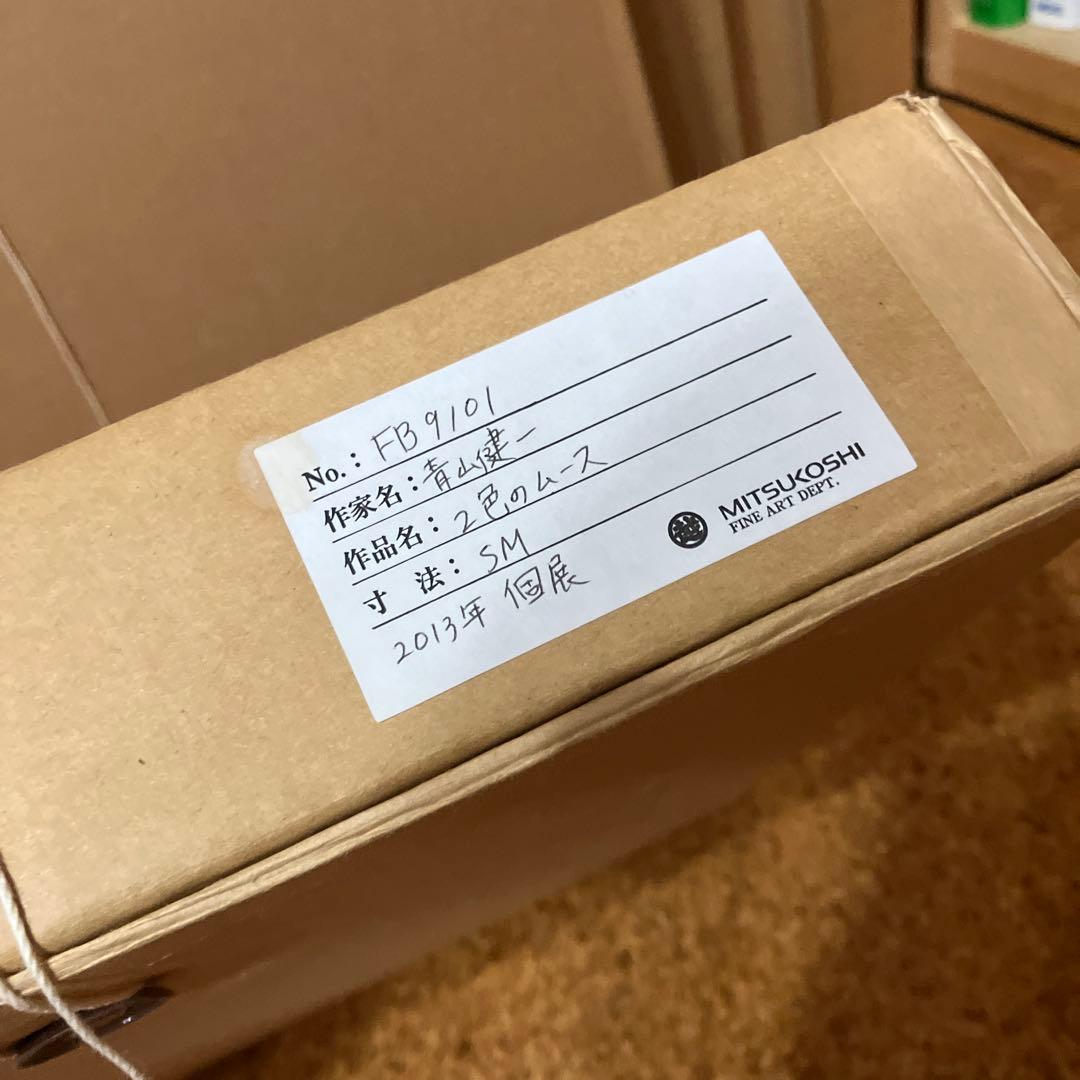 No.: FB9101
作家名: 青山健一
作品名: 2色のムース
寸 法: SM
2013年 個展
越
MITSUKOSHI
FINE ART DEPT.